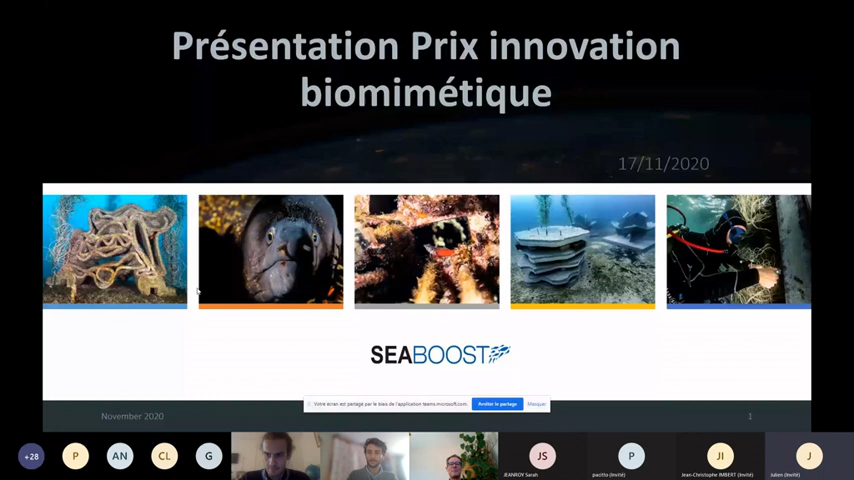 Présentation Prix innovation
biomimétique
17/11/2020
SEABOOST
Votre écran est partagé par le biais de l'application teams.microsoft.com.
Arrêter le partage
Masquer
November 2020
1
+28
P
AN
CL
G
JS
P
JI
J
JEANROY Sarah
pacitto (Invité)
Jean-Christophe IMBERT (Invité)
Julien (Invité)